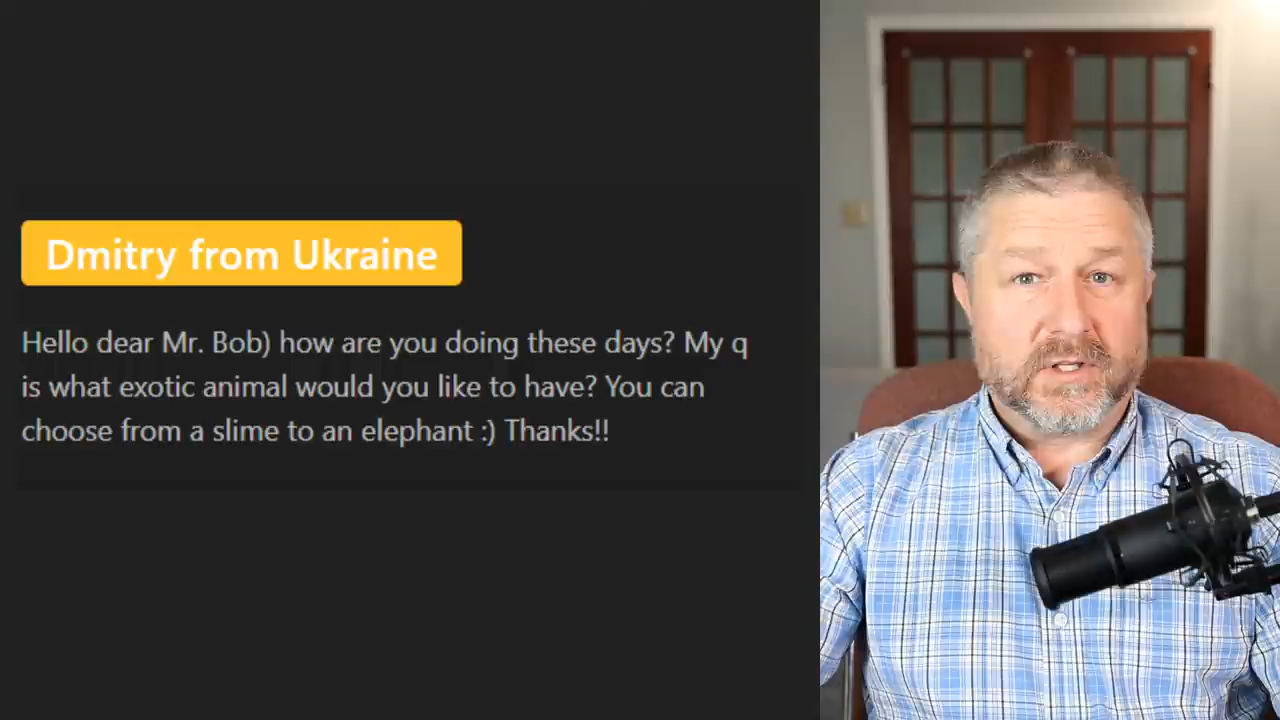 Dmitry from Ukraine
Hello dear Mr. Bob) how are you doing these days? My q
is what exotic animal would you like to have? You can
choose from a slime to an elephant :) Thanks!!